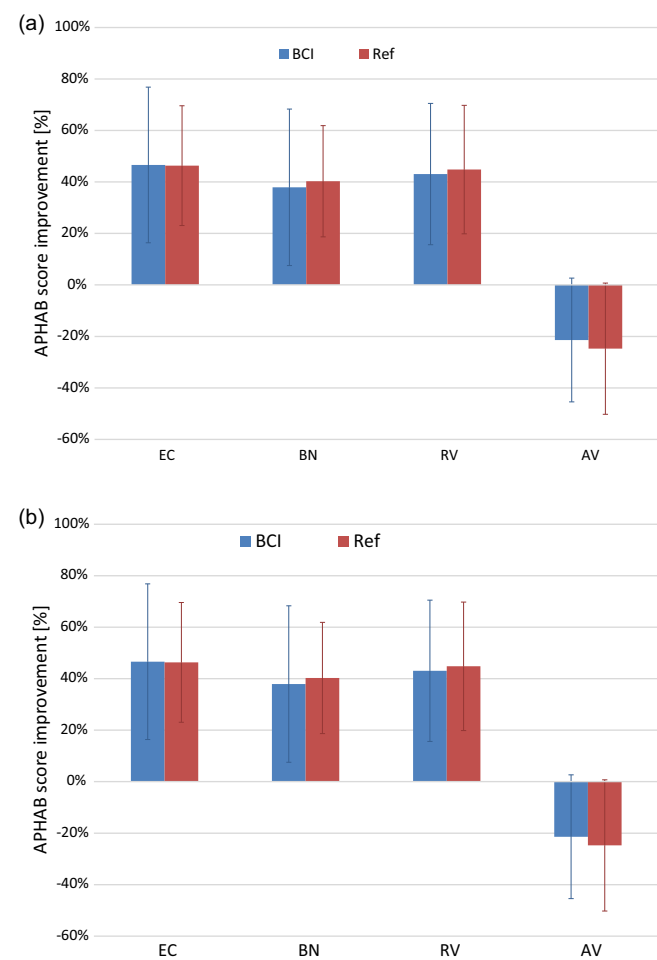 (a)
100%
BCI Ref
80%
60%
40%
20%
0%
-20%
-40%
-60%
APHAB score improvement [%]
EC BN RV AV
(b)
100%
BCI Ref
80%
60%
40%
20%
0%
-20%
-40%
-60%
APHAB score improvement [%]
EC BN RV AV